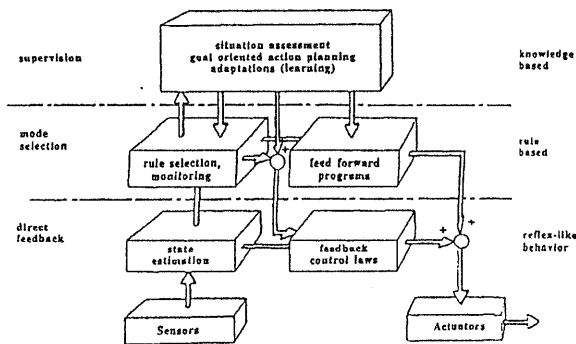 situation assessment
goal oriented action planning
adaptations (learning)
supervision
knowledge
based
mode
selection
rule selection,
monitoring
+
feed forward
programs
rule
based
direct
feedback
state
estimation
feedback
control laws
+
+
reflex-like
behavior
Sensors
Actuators